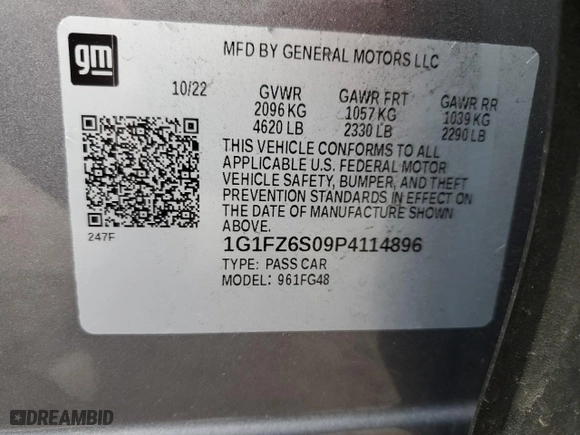 gm
MFD BY GENERAL MOTORS LLC
10/22 GVWR GAWR FRT GAWR RR
2096 KG 1057 KG 1039 KG
4620 LB 2330 LB 2290 LB
THIS VEHICLE CONFORMS TO ALL
APPLICABLE U.S. FEDERAL MOTOR
VEHICLE SAFETY, BUMPER, AND THEFT
PREVENTION STANDARDS IN EFFECT ON
THE DATE OF MANUFACTURE SHOWN
ABOVE.
247F
1G1FZ6S09P4114896
TYPE: PASS CAR
MODEL: 961FG48
DREAMBID